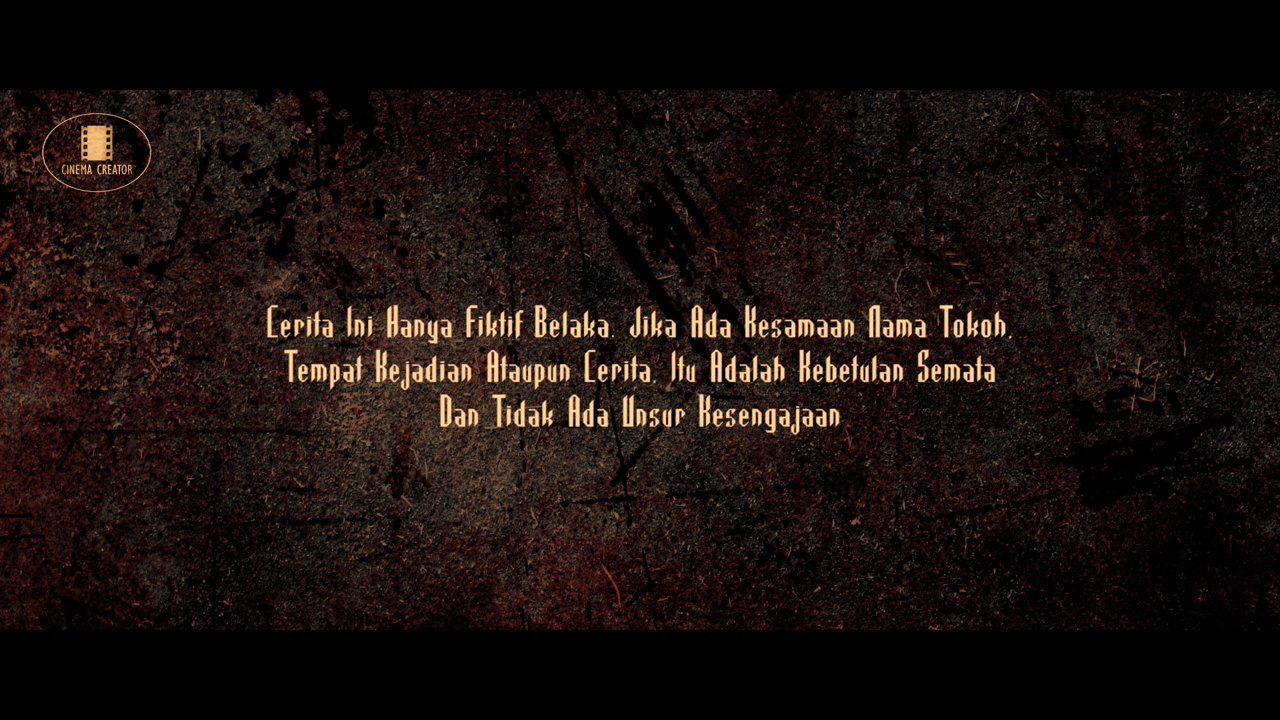 CINEMA CREATOR
Cerita Ini Hanya Fiktif Belaka. Jika Ada Kesamaan Nama Tokoh,
Tempat Kejadian Ataupun Cerita, Itu Adalah Kebetulan Semata
Dan Tidak Ada Unsur Kesengajaan